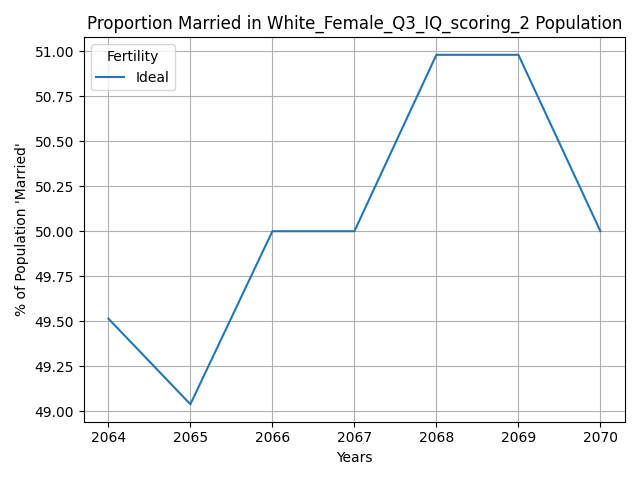 Proportion Married in White_Female_Q3_IQ_scoring_2 Population
% of Population 'Married'
51.00
50.75
50.50
50.25
50.00
49.75
49.50
49.25
49.00
Fertility
Ideal
2064 2065 2066 2067 2068 2069 2070
Years